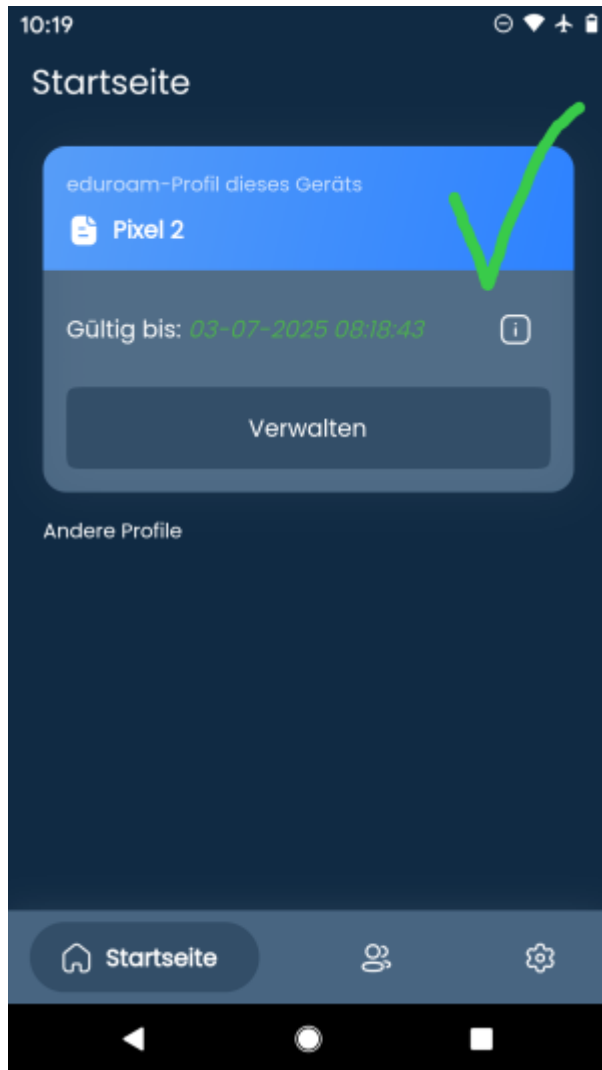 10:19
Startseite
eduroam-Profil dieses Geräts
Pixel 2
Gültig bis: 03-07-2025 08:18:43
Verwalten
Andere Profile
Startseite